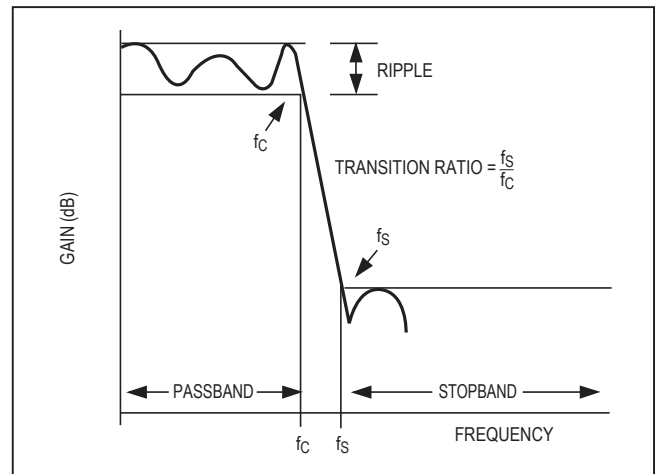 RIPPLE
fC
TRANSITION RATIO = fS/fC
GAIN (dB)
fS
PASSBAND
STOPBAND
fC
fS
FREQUENCY